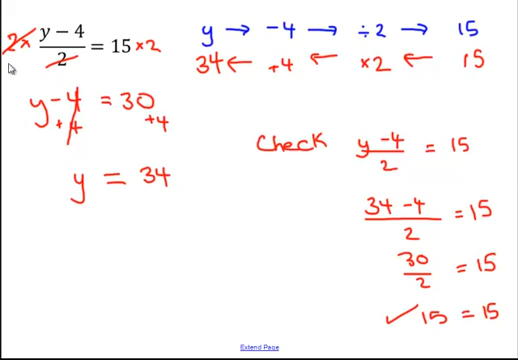 2× (y − 4)/2 = 15 ×2
y → −4 → ÷2 → 15
34 ← +4 ← ×2 ← 15
y − 4 = 30
+4 +4
y = 34
Check y−4/2 = 15
34 −4/2 = 15
30/2 = 15
✓ 15 = 15
Extend Page